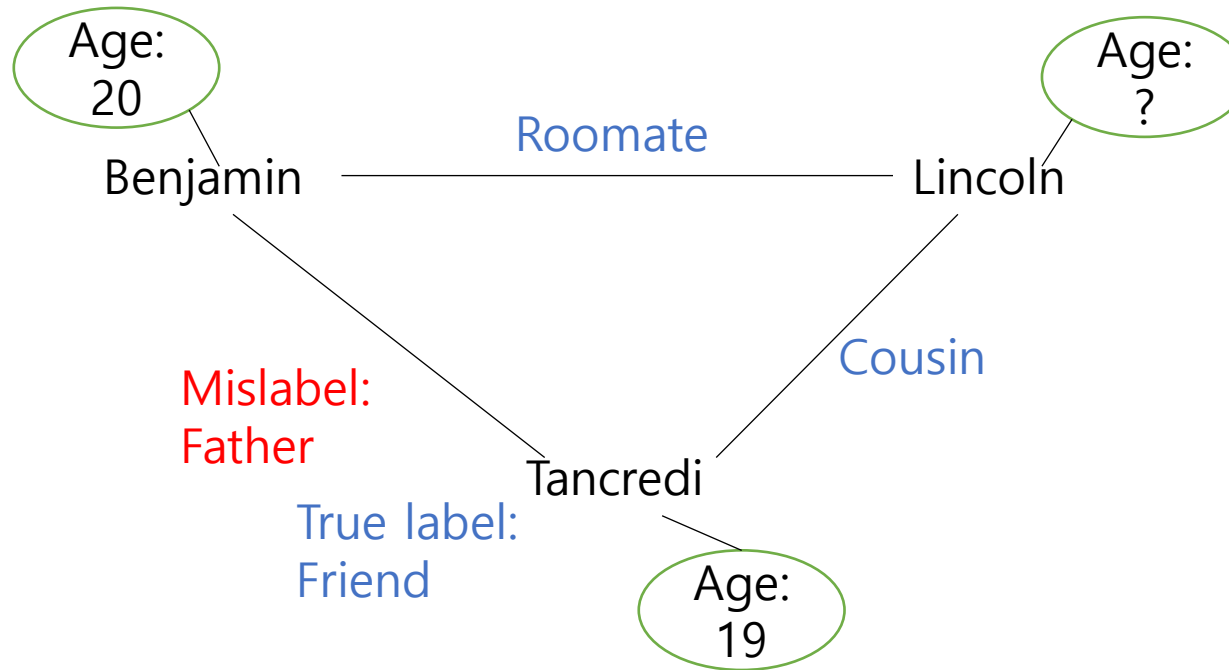 Age:
20
Age:
?
Roomate
Benjamin
Lincoln
Cousin
Mislabel:
Father
Tancredi
True label:
Friend
Age:
19